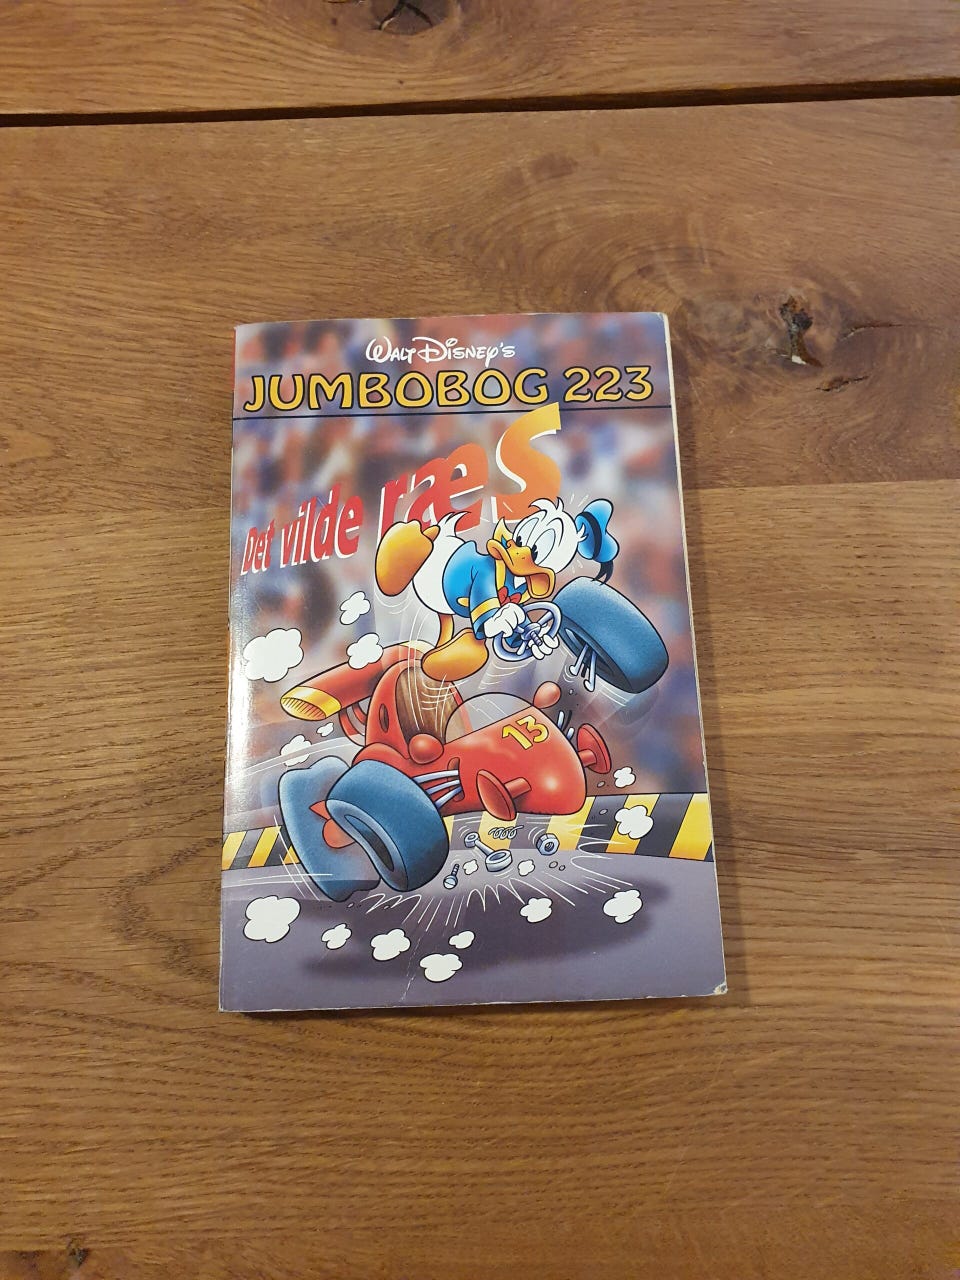 WALT DISNEY'S
JUMBOBOG 223
Det vilde ræs
13